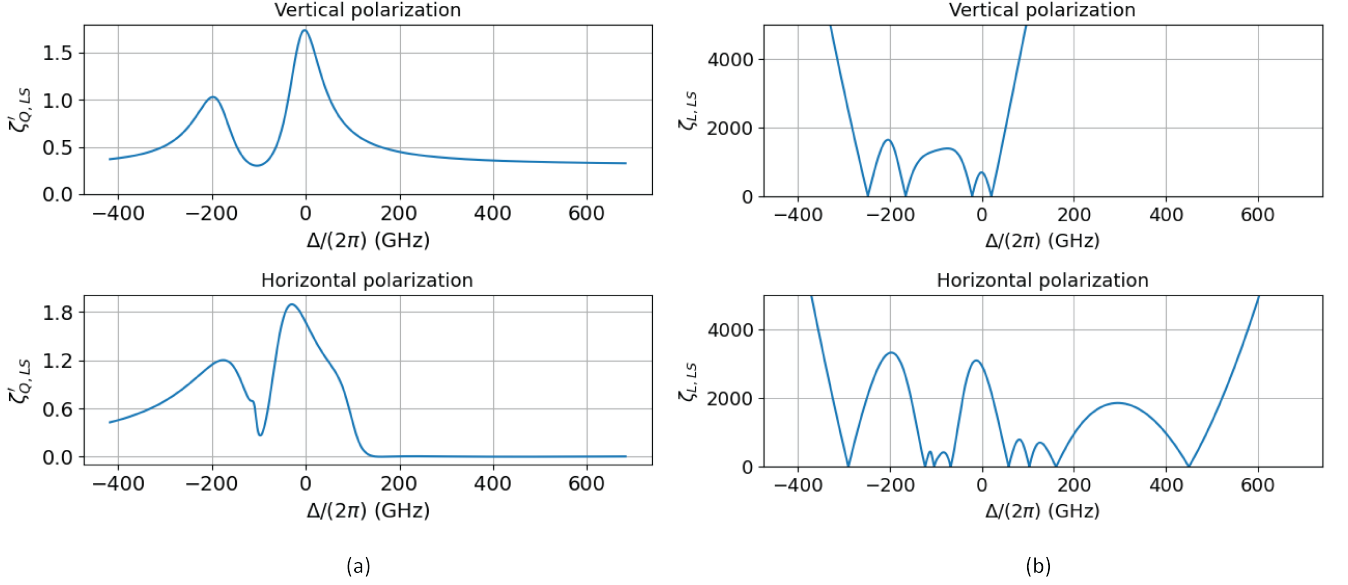 Vertical polarization
ζ′Q, LS
1.5
1.0
0.5
0.0
−400 −200 0 200 400 600
Δ/(2π) (GHz)
Horizontal polarization
ζ′Q, LS
1.8
1.2
0.6
0.0
−400 −200 0 200 400 600
Δ/(2π) (GHz)
(a)
Vertical polarization
ζL, LS
4000
2000
0
−400 −200 0 200 400 600
Δ/(2π) (GHz)
Horizontal polarization
ζL, LS
4000
2000
0
−400 −200 0 200 400 600
Δ/(2π) (GHz)
(b)